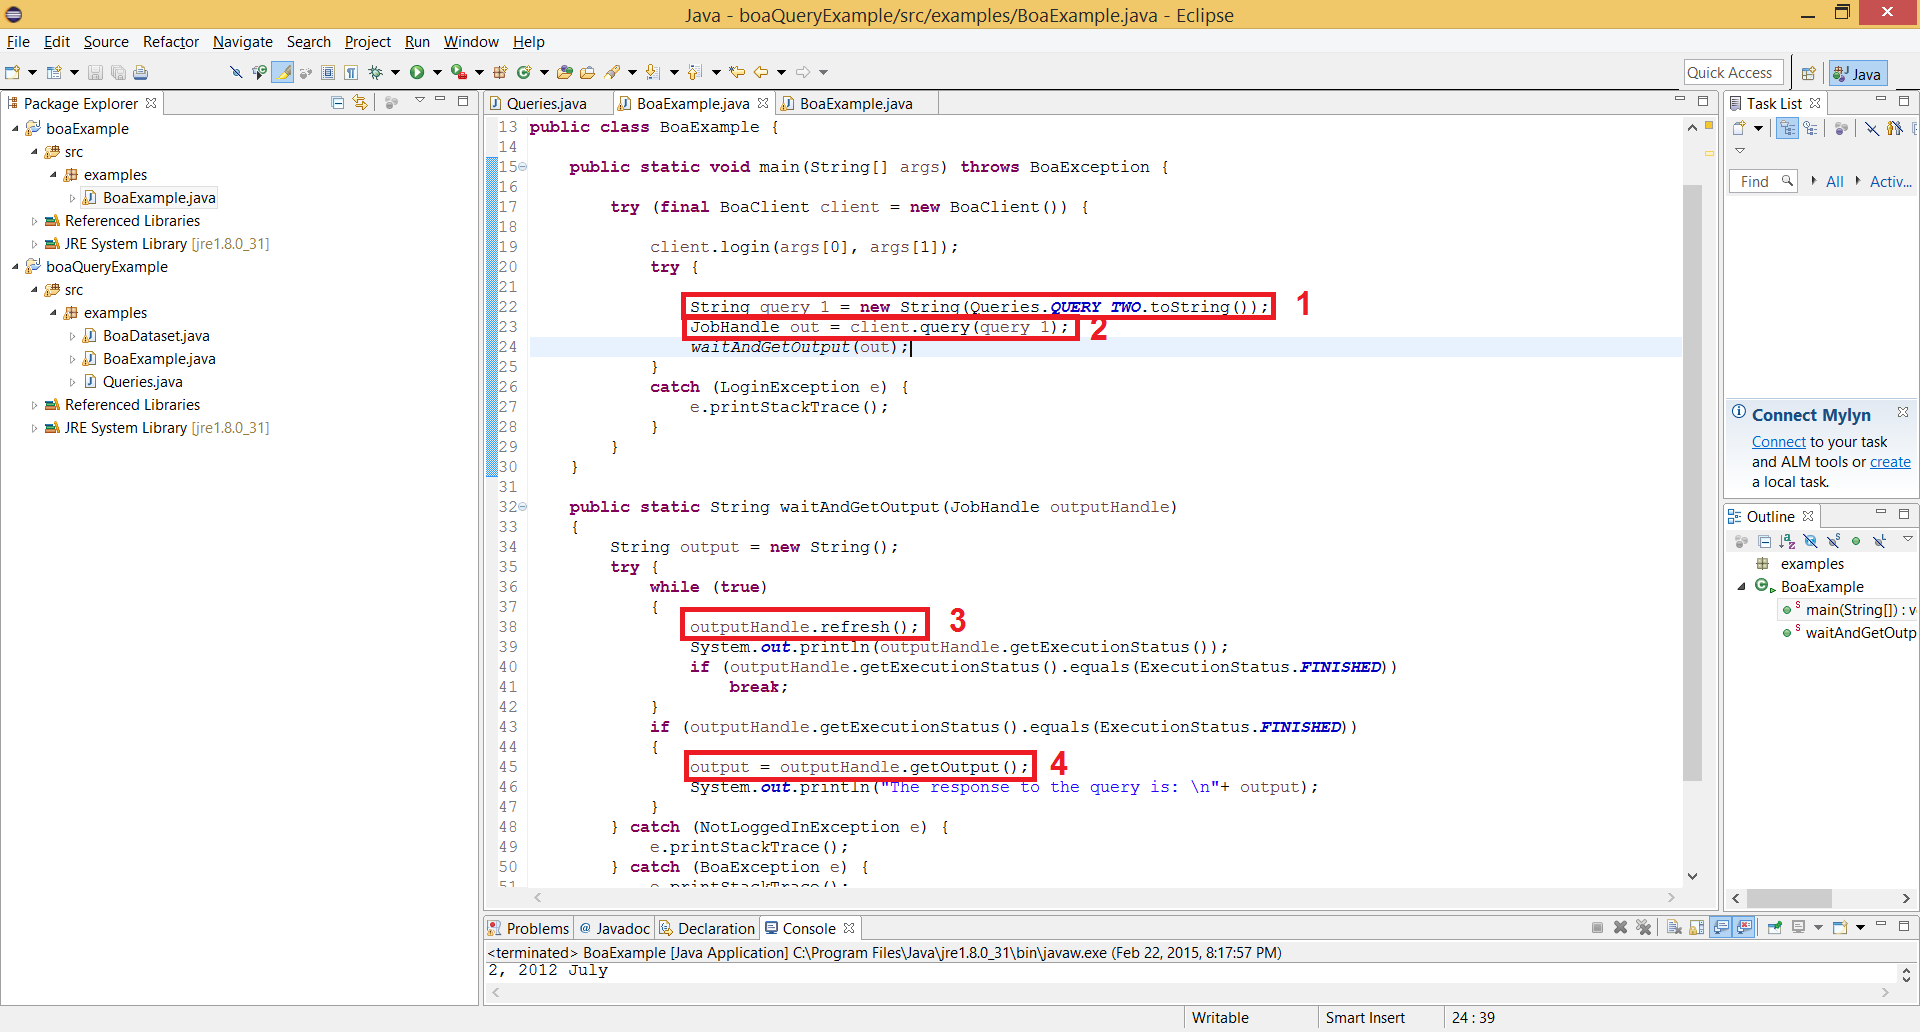 Java - boaQueryExample/src/examples/BoaExample.java - Eclipse
File Edit Source Refactor Navigate Search Project Run Window Help
Quick Access Java
Package Explorer
boaExample
src
examples
BoaExample.java
Referenced Libraries
JRE System Library [jre1.8.0_31]
boaQueryExample
src
examples
BoaDataset.java
BoaExample.java
Queries.java
Referenced Libraries
JRE System Library [jre1.8.0_31]
Queries.java BoaExample.java BoaExample.java
13 public class BoaExample {
14
15 public static void main(String[] args) throws BoaException {
16
17 try (final BoaClient client = new BoaClient()) {
18
19 client.login(args[0], args[1]);
20 try {
21
22 String query_1 = new String(Queries.QUERY_TWO.toString()); 1
23 JobHandle out = client.query(query_1); 2
24 waitAndGetOutput(out);
25 }
26 catch (LoginException e) {
27 e.printStackTrace();
28 }
29 }
30 }
31
32 public static String waitAndGetOutput(JobHandle outputHandle)
33 {
34 String output = new String();
35 try {
36 while (true)
37 {
38 outputHandle.refresh(); 3
39 System.out.println(outputHandle.getExecutionStatus());
40 if (outputHandle.getExecutionStatus().equals(ExecutionStatus.FINISHED))
41 break;
42 }
43 if (outputHandle.getExecutionStatus().equals(ExecutionStatus.FINISHED))
44 {
45 output = outputHandle.getOutput(); 4
46 System.out.println("The response to the query is: \n"+ output);
47 }
48 } catch (NotLoggedInException e) {
49 e.printStackTrace();
50 } catch (BoaException e) {
51 e.printStackTrace();
Task List
Find All Activ...
Connect Mylyn
Connect to your task
and ALM tools or create
a local task.
Outline
examples
BoaExample
main(String[]) : v
waitAndGetOutp
Problems @ Javadoc Declaration Console
<terminated> BoaExample [Java Application] C:\Program Files\Java\jre1.8.0_31\bin\javaw.exe (Feb 22, 2015, 8:17:57 PM)
2, 2012 July
Writable Smart Insert 24 : 39